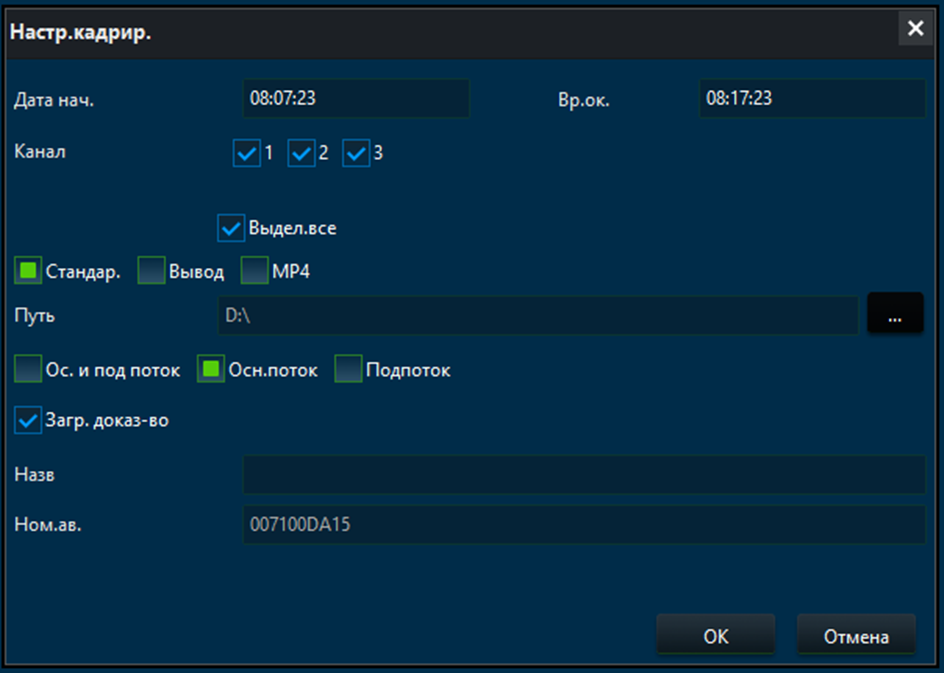 Настр.кадрир.
Дата нач. 08:07:23 Вр.ок. 08:17:23
Канал 1 2 3
Выдел.все
Стандар. Вывод MP4
Путь D:\ ...
Ос. и под поток Осн.поток Подпоток
Загр. доказ-во
Назв
Ном.ав. 007100DA15
OK Отмена